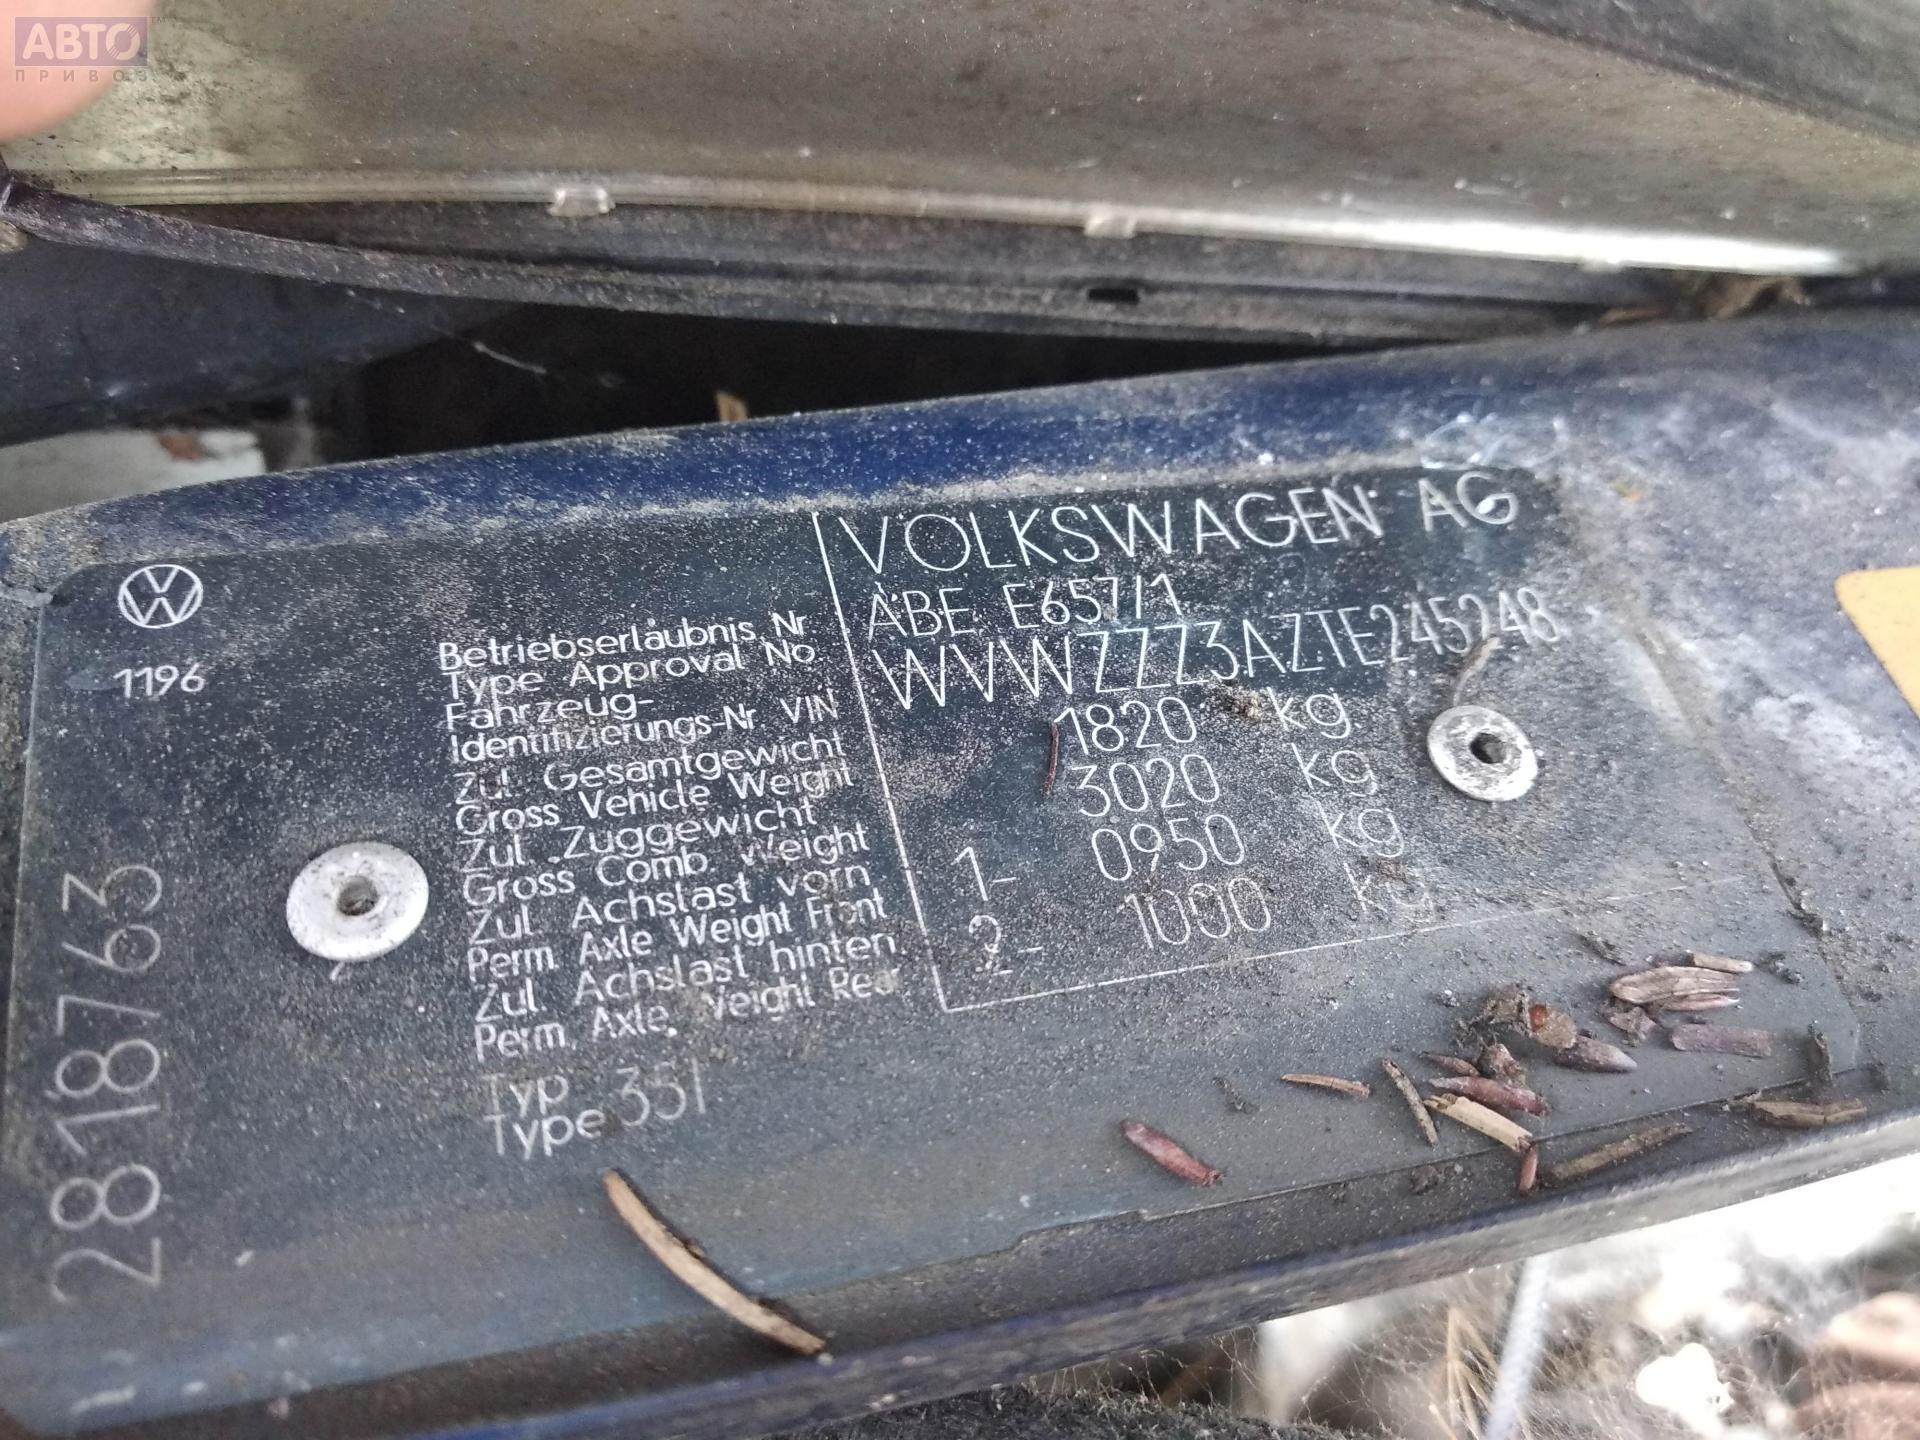 АВТО
ПРИВОЗ
TM
VOLKSWAGEN AG
ABE E657/1
WVWZZZ3AZTE245248
1820 kg
3020 kg
1- 0950 kg
2- 1000 kg
1196
Betriebserlaubnis Nr.
Type Approval No.
Fahrzeug-
Identifizierungs-Nr. VIN
Zul. Gesamtgewicht
Gross Vehicle Weight
Zul. Zuggewicht
Gross Comb. Weight
Zul. Achslast vorn
Perm. Axle Weight Front
Zul. Achslast hinten
Perm. Axle. Weight Rear
Typ
Type 35I
2818763